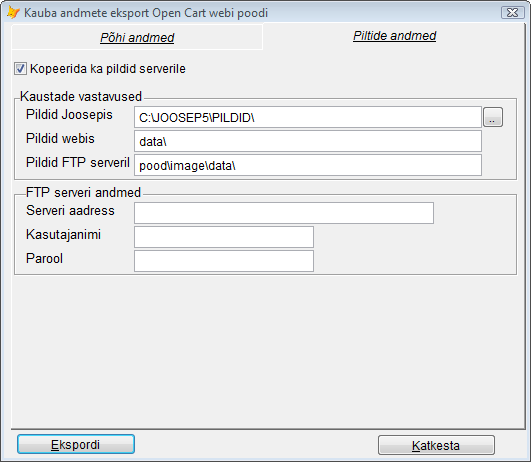 Kauba andmete eksport Open Cart webi poodi
Põhi andmed
Piltide andmed
Kopeerida ka pildid serverile
Kaustade vastavused
Pildid Joosepis C:\JOOSEP5\PILDID\ ..
Pildid webis data\
Pildid FTP serveril pood\image\data\
FTP serveri andmed
Serveri aadress
Kasutajanimi
Parool
Ekspordi Katkesta